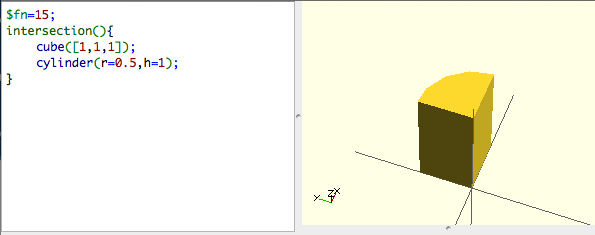 $fn=15;
intersection(){
    cube([1,1,1]);
    cylinder(r=0.5,h=1);
}